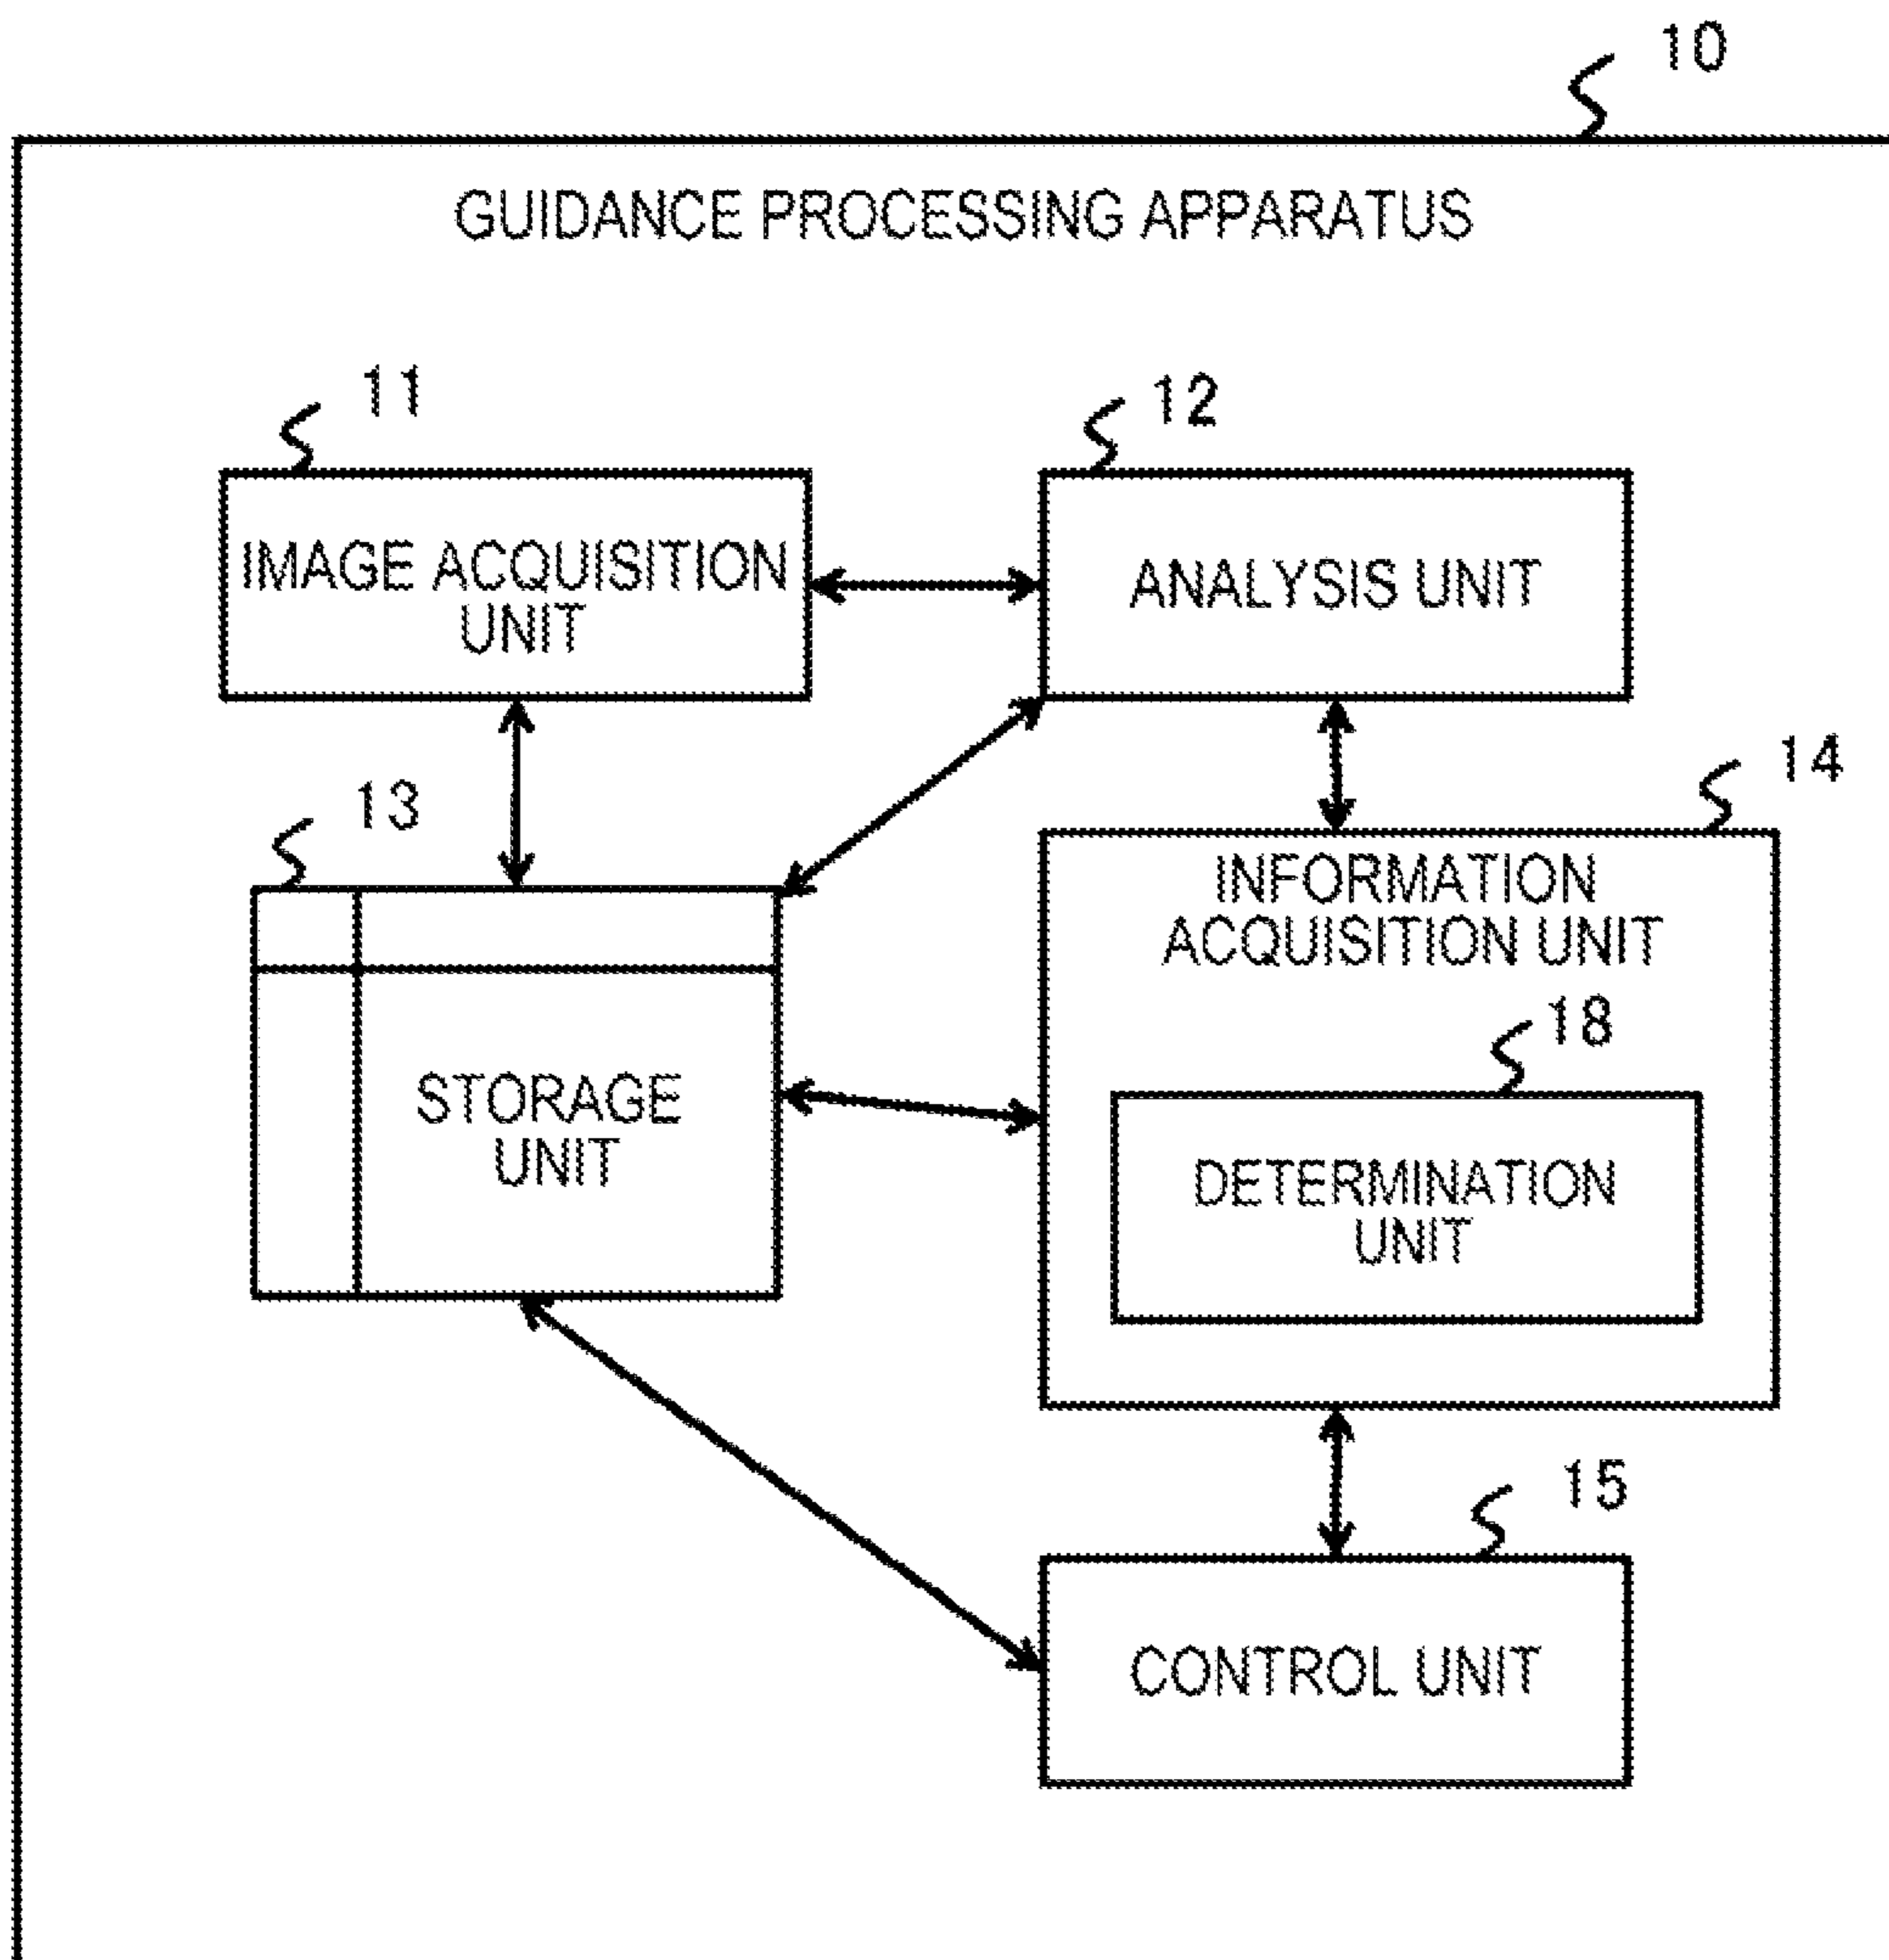 10
GUIDANCE PROCESSING APPARATUS
11
12
IMAGE ACQUISITION
UNIT
ANALYSIS UNIT
13
14
INFORMATION
ACQUISITION UNIT
18
STORAGE
UNIT
DETERMINATION
UNIT
15
CONTROL UNIT